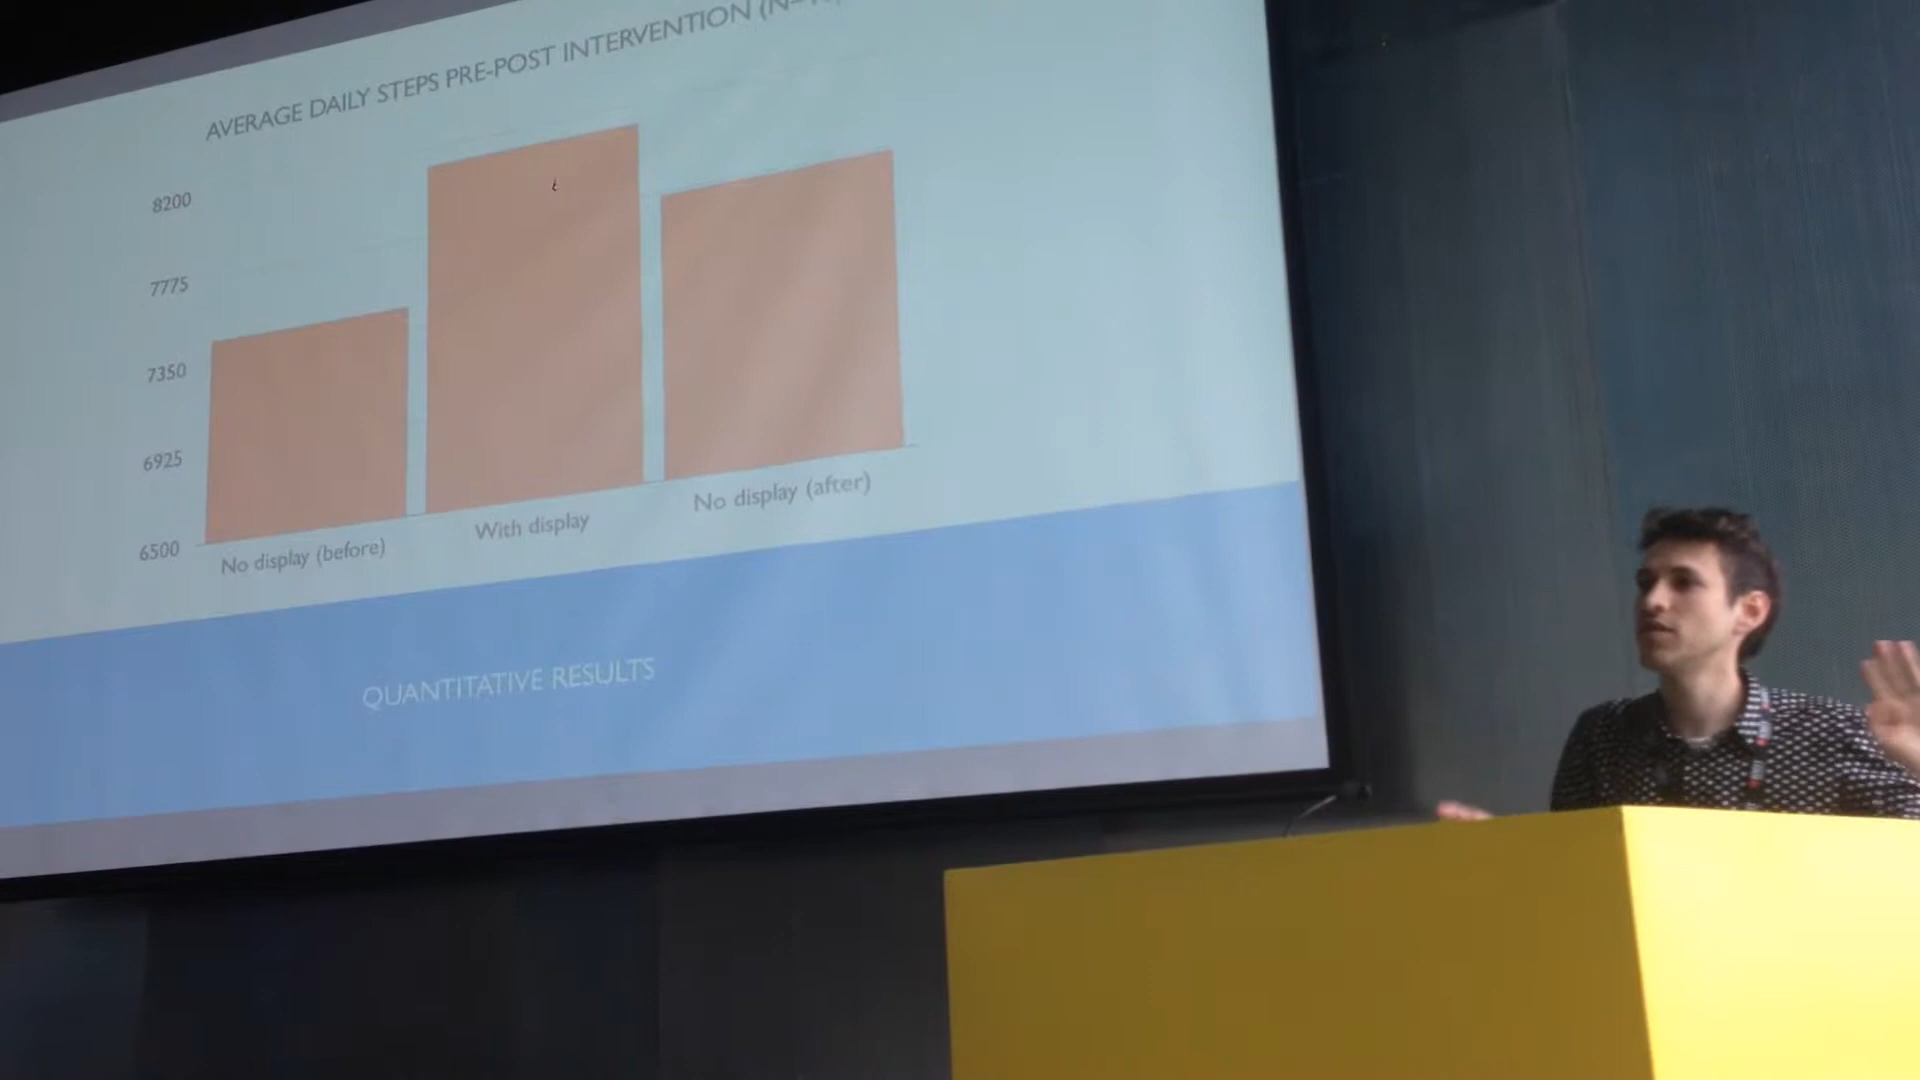 AVERAGE DAILY STEPS PRE-POST INTERVENTION
8200
7775
7350
6925
6500
No display (before)
With display
No display (after)
QUANTITATIVE RESULTS